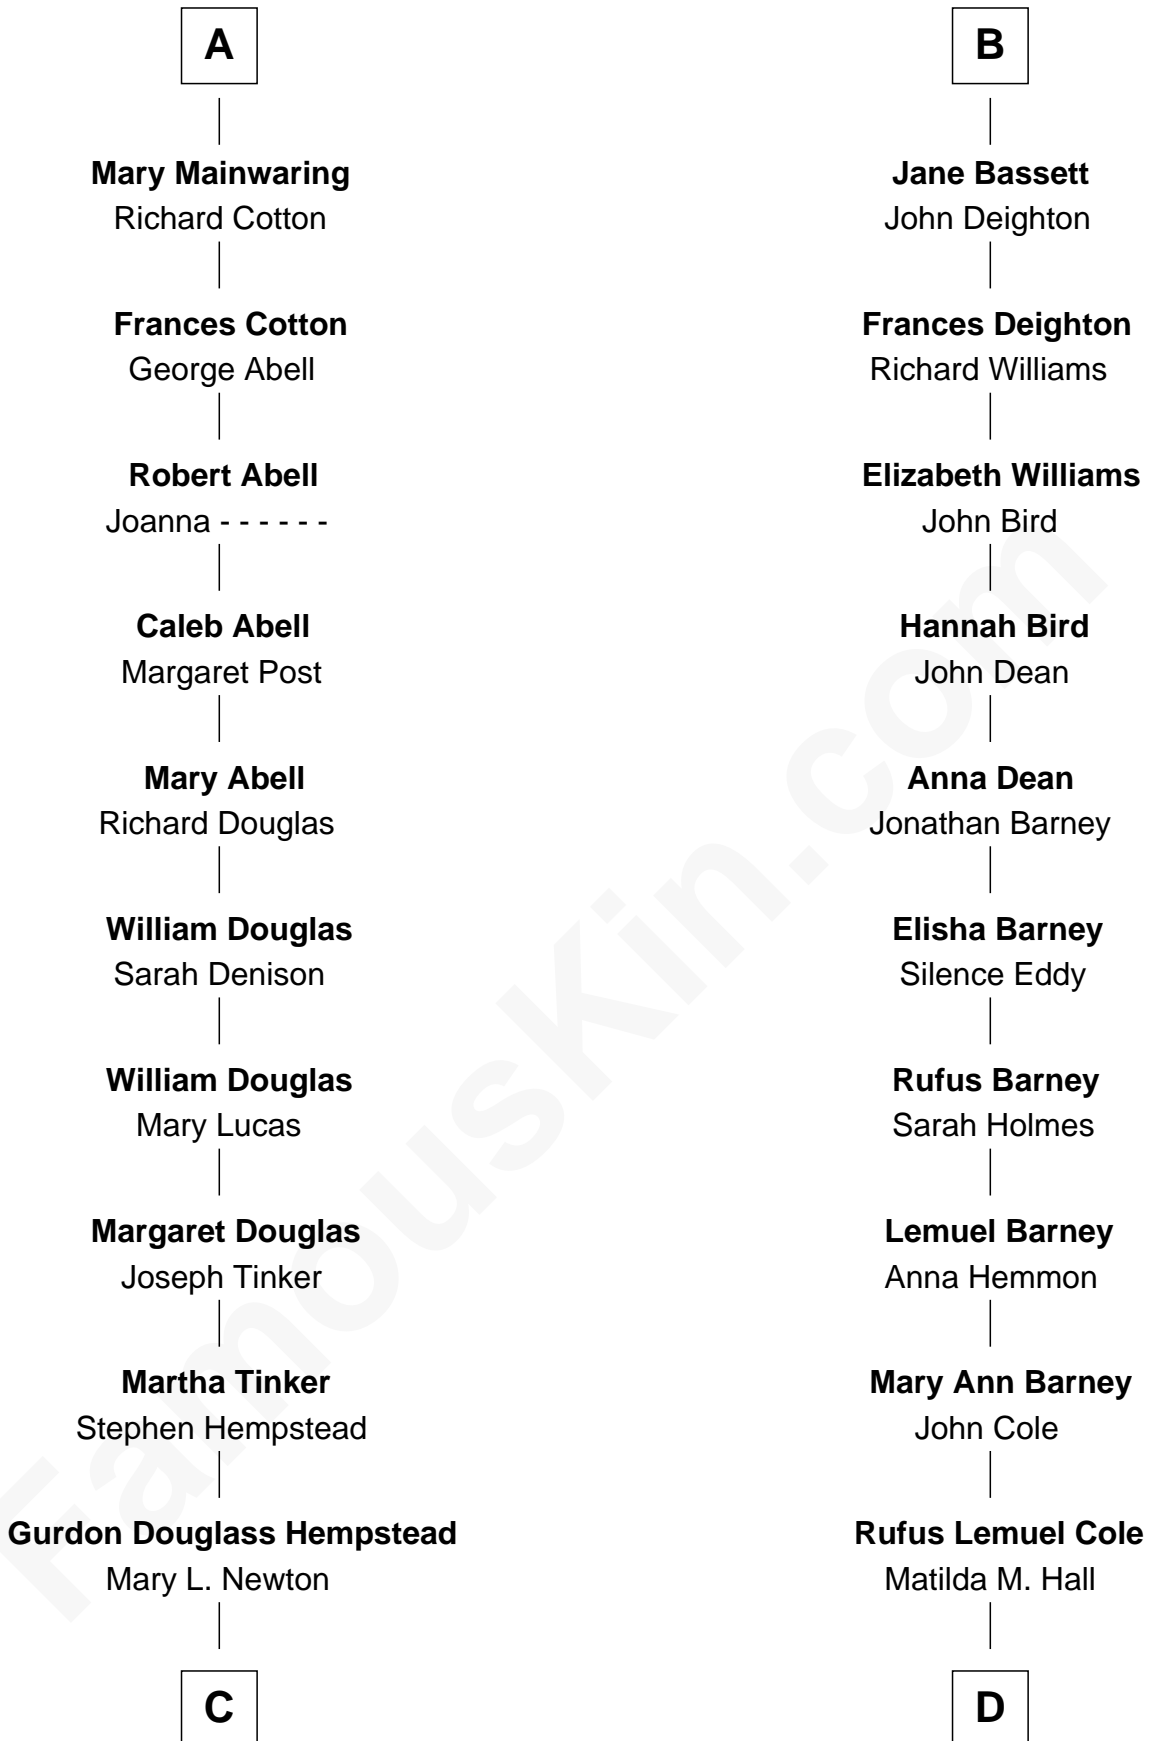 A
Mary Mainwaring
Richard Cotton
Frances Cotton
George Abell
Robert Abell
Joanna - - - - - -
Caleb Abell
Margaret Post
Mary Abell
Richard Douglas
William Douglas
Sarah Denison
William Douglas
Mary Lucas
Margaret Douglas
Joseph Tinker
Martha Tinker
Stephen Hempstead
Gurdon Douglass Hempstead
Mary L. Newton
C
B
Jane Bassett
John Deighton
Frances Deighton
Richard Williams
Elizabeth Williams
John Bird
Hannah Bird
John Dean
Anna Dean
Jonathan Barney
Elisha Barney
Silence Eddy
Rufus Barney
Sarah Holmes
Lemuel Barney
Anna Hemmon
Mary Ann Barney
John Cole
Rufus Lemuel Cole
Matilda M. Hall
D
FamousKin.com